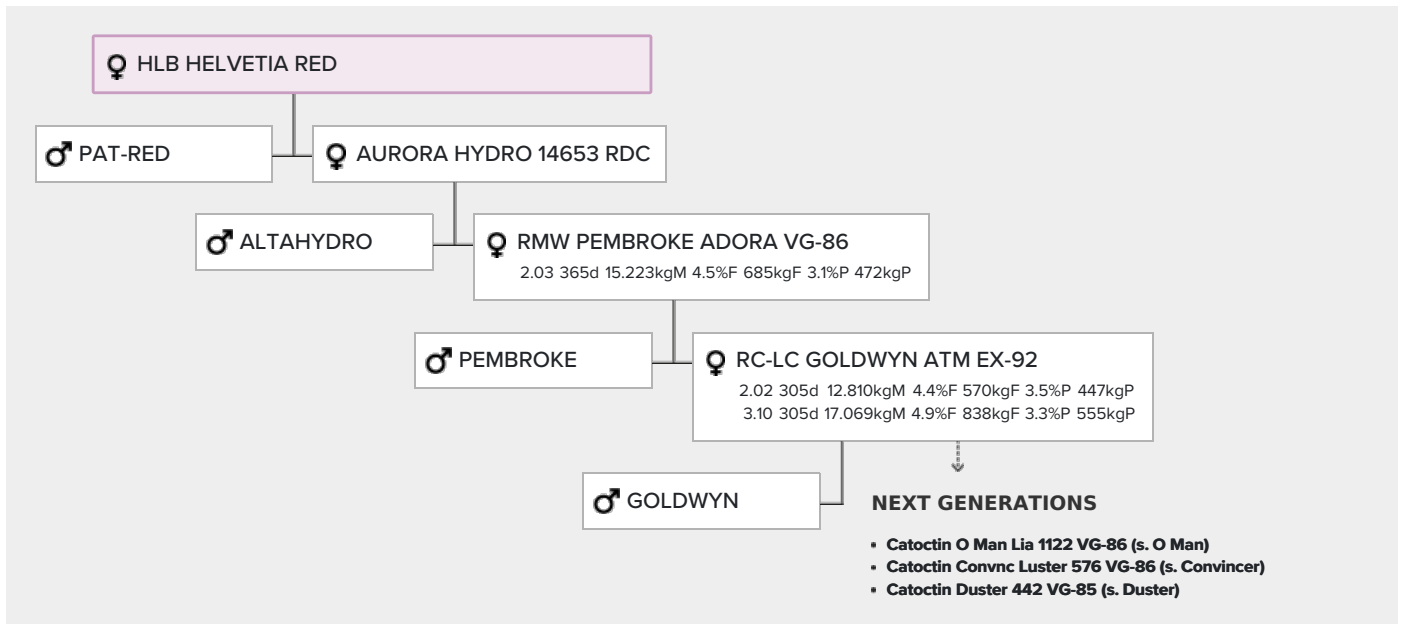 HLB HELVETIA RED
PAT-RED
AURORA HYDRO 14653 RDC
ALTAHYDRO
RMW PEMBROKE ADORA VG-86
2.03 365d 15.223kgM 4.5%F 685kgF 3.1%P 472kgP
PEMBROKE
RC-LC GOLDWYN ATM EX-92
2.02 305d 12.810kgM 4.4%F 570kgF 3.5%P 447kgP
3.10 305d 17.069kgM 4.9%F 838kgF 3.3%P 555kgP
GOLDWYN
NEXT GENERATIONS
• Catoctin O Man Lia 1122 VG-86 (s. O Man)
• Catoctin Convnc Luster 576 VG-86 (s. Convincer)
• Catoctin Duster 442 VG-85 (s. Duster)